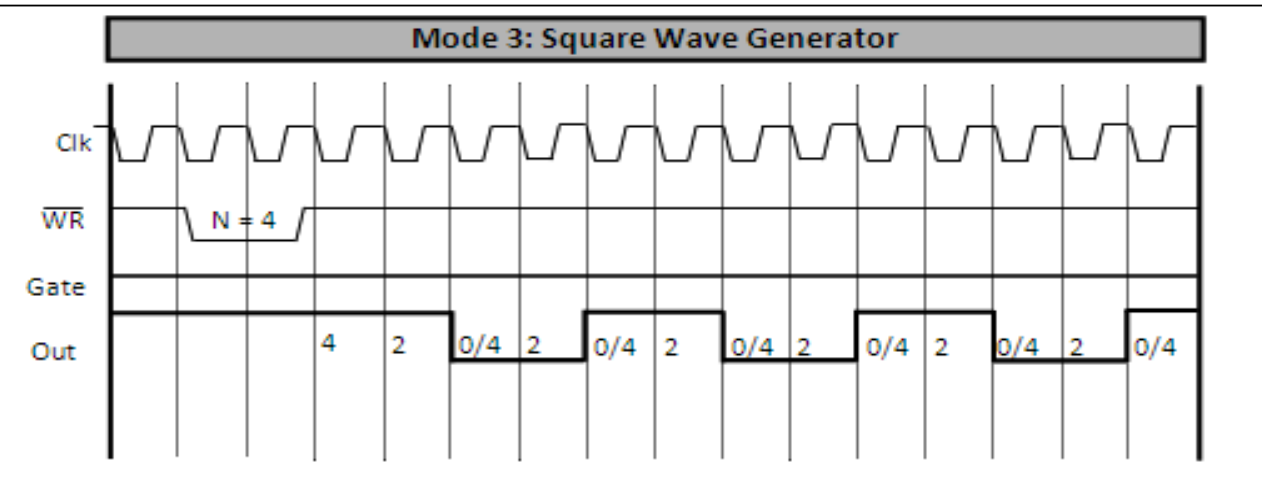 Mode 3: Square Wave Generator
Clk
WR N = 4
Gate
Out 4 2 0/4 2 0/4 2 0/4 2 0/4 2 0/4 2 0/4